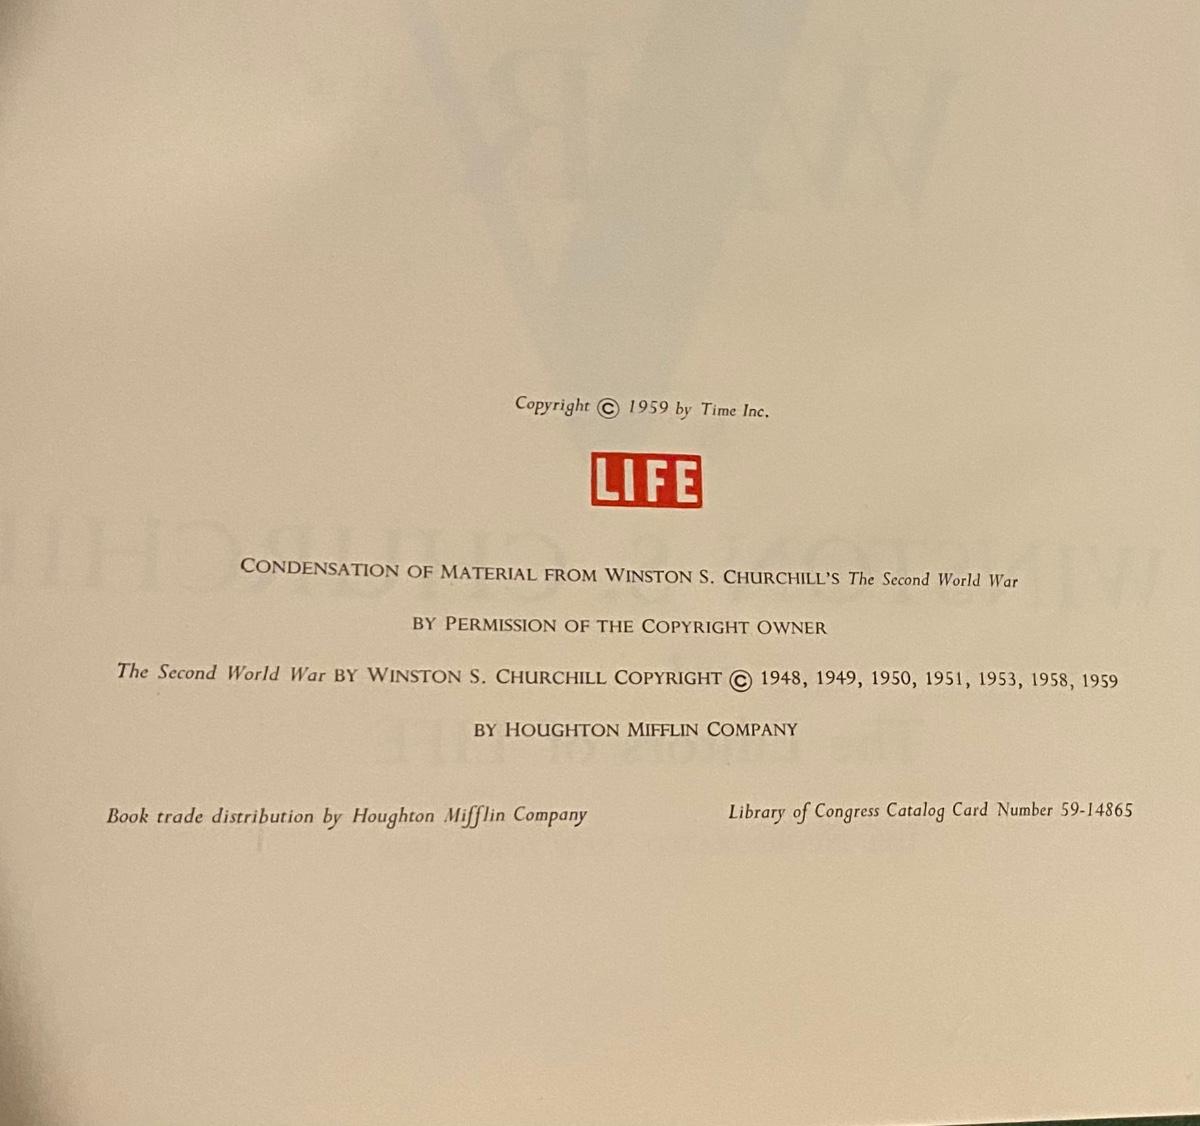 Copyright © 1959 by Time Inc.
LIFE
CONDENSATION OF MATERIAL FROM WINSTON S. CHURCHILL'S The Second World War
BY PERMISSION OF THE COPYRIGHT OWNER
The Second World War BY WINSTON S. CHURCHILL COPYRIGHT © 1948, 1949, 1950, 1951, 1953, 1958, 1959
BY HOUGHTON MIFFLIN COMPANY
Book trade distribution by Houghton Mifflin Company
Library of Congress Catalog Card Number 59-14865